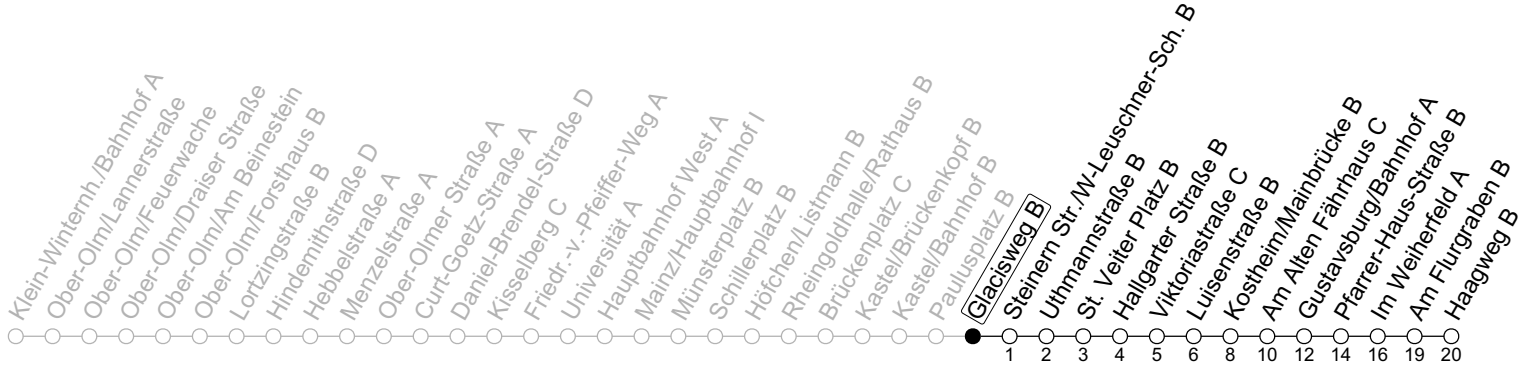 Klein-Winternh./Bahnhof A
Ober-Olm/Lannerstraße
Ober-Olm/Feuerwache
Ober-Olm/Draiser Straße
Ober-Olm/Am Beinestein
Ober-Olm/Forsthaus B
Lortzingstraße B
Hindemithstraße D
Hebbelstraße A
Menzelstraße A
Ober-Olmer Straße A
Curt-Goetz-Straße A
Daniel-Brendel-Straße D
Kisselberg C
Friedr.-v.-Pfeiffer-Weg A
Universität A
Hauptbahnhof West A
Mainz/Hauptbahnhof I
Münsterplatz B
Schillerplatz B
Höfchen/Listmann B
Rheingoldhalle/Rathaus B
Brückenplatz C
Kastel/Brückenkopf B
Kastel/Bahnhof B
Paulusplatz B
Glacisweg B
Steinern Str./W-Leuschner-Sch. B
Uthmannstraße B
St. Veiter Platz B
Hallgarter Straße B
Viktoriastraße C
Luisenstraße B
Kostheim/Mainbrücke B
Am Alten Fährhaus C
Gustavsburg/Bahnhof A
Pfarrer-Haus-Straße B
Im Weiherfeld A
Am Flurgraben B
Haagweg B
1 2 3 4 5 6 8 10 12 14 16 19 20